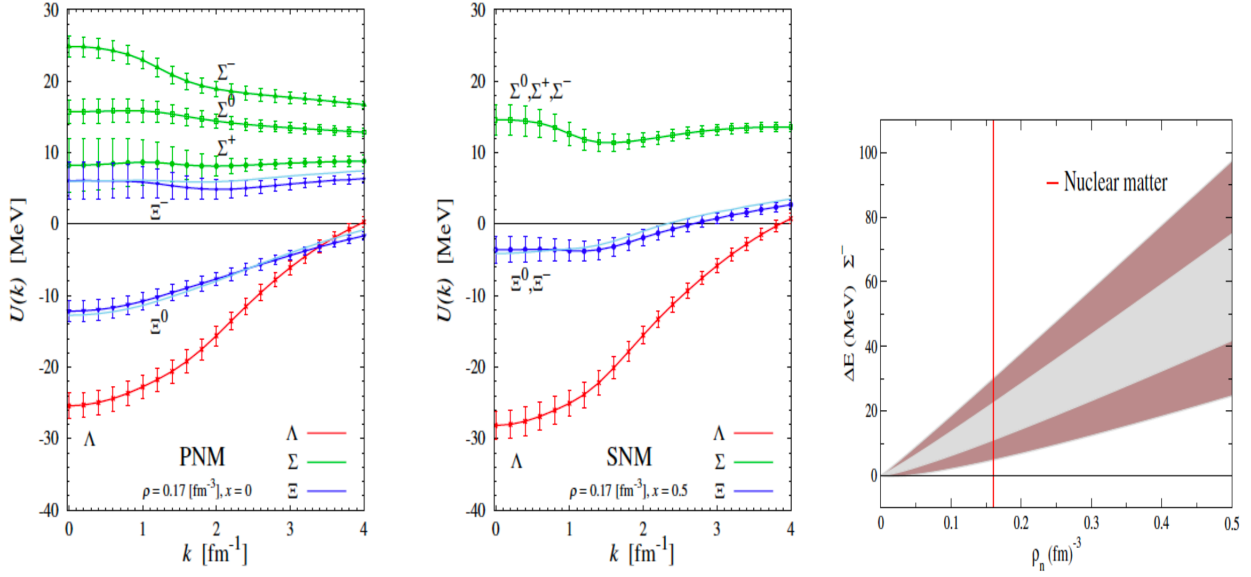 30
20
10
0
-10
-20
-30
-40
U(k) [MeV]
Σ⁻
Σ⁰
Σ⁺
Ξ⁻
Ξ⁰
Λ
PNM
ρ = 0.17 [fm⁻³], x = 0
Λ
Σ
Ξ
0 1 2 3 4
k [fm⁻¹]
30
20
10
0
-10
-20
-30
-40
U(k) [MeV]
Σ⁰,Σ⁺,Σ⁻
Ξ⁰,Ξ⁻
Λ
SNM
ρ = 0.17 [fm⁻³], x = 0.5
Λ
Σ
Ξ
0 1 2 3 4
k [fm⁻¹]
100
80
60
40
20
0
ΔE (MeV) Σ⁻
Nuclear matter
0 0.1 0.2 0.3 0.4 0.5
ρₙ (fm)⁻³